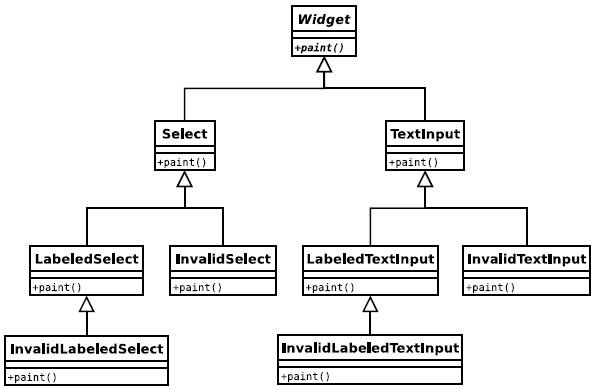 Widget
+paint()
Select
+paint()
TextInput
+paint()
LabeledSelect
+paint()
InvalidSelect
+paint()
LabeledTextInput
+paint()
InvalidTextInput
+paint()
InvalidLabeledSelect
+paint()
InvalidLabeledTextInput
+paint()